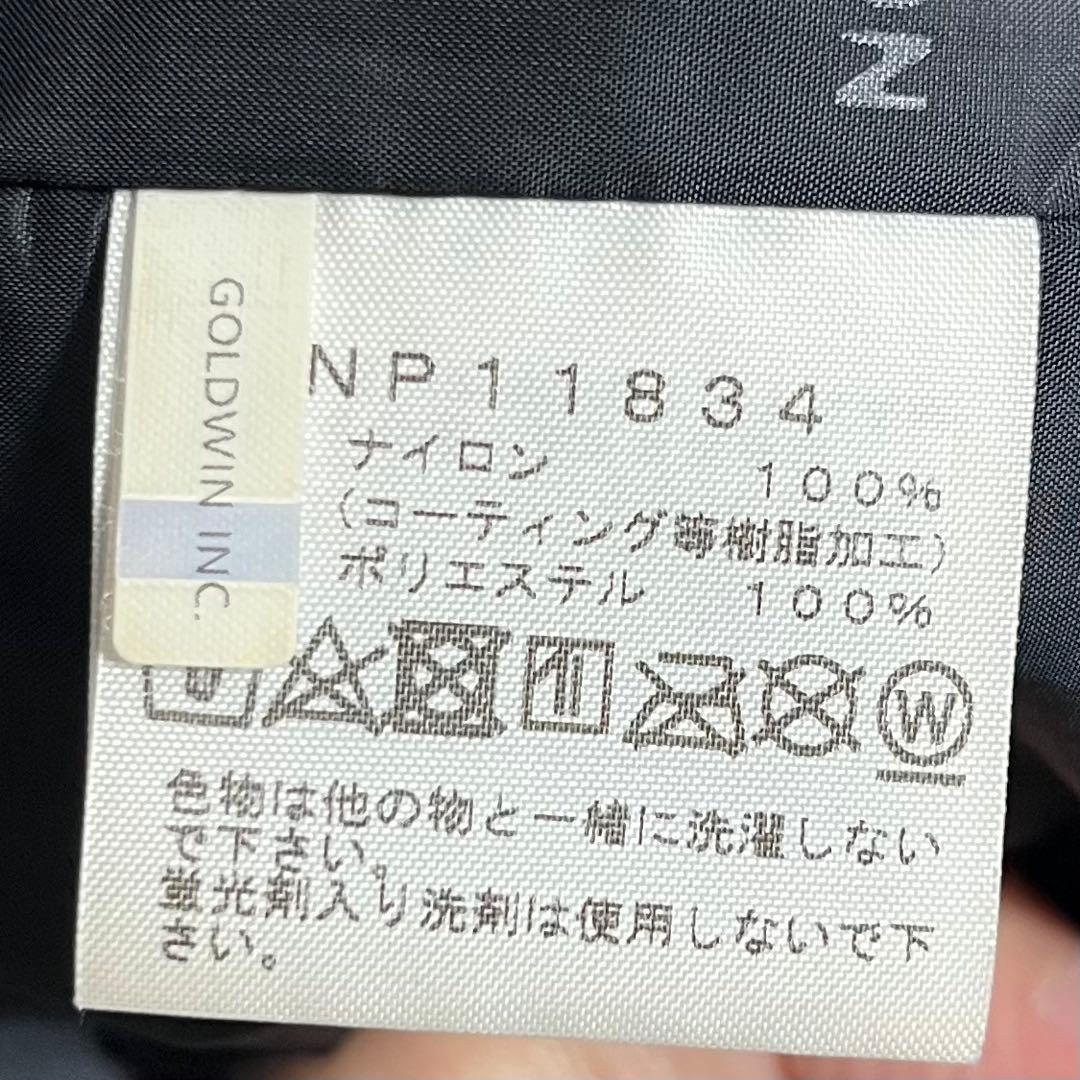 N
GOLDWIN INC.
NP11834
ナイロン 100%
(コーティング等樹脂加工)
ポリエステル 100%
W
色物は他の物と一緒に洗濯しない
で下さい。
蛍光剤入り洗剤は使用しないで下
さい。